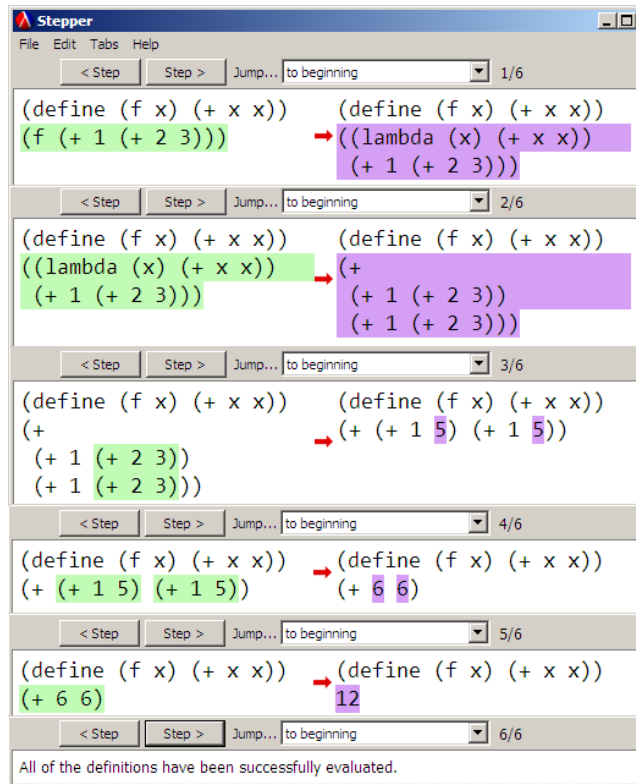 Stepper
File Edit Tabs Help
< Step Step > Jump... to beginning 1/6
(define (f x) (+ x x)) (define (f x) (+ x x))
(f (+ 1 (+ 2 3))) ((lambda (x) (+ x x))
(+ 1 (+ 2 3)))
< Step Step > Jump... to beginning 2/6
(define (f x) (+ x x)) (define (f x) (+ x x))
((lambda (x) (+ x x)) (+
(+ 1 (+ 2 3))) (+ 1 (+ 2 3))
(+ 1 (+ 2 3)))
< Step Step > Jump... to beginning 3/6
(define (f x) (+ x x)) (define (f x) (+ x x))
(+ (+ (+ 1 5) (+ 1 5))
(+ 1 (+ 2 3))
(+ 1 (+ 2 3)))
< Step Step > Jump... to beginning 4/6
(define (f x) (+ x x)) (define (f x) (+ x x))
(+ (+ 1 5) (+ 1 5)) (+ 6 6)
< Step Step > Jump... to beginning 5/6
(define (f x) (+ x x)) (define (f x) (+ x x))
(+ 6 6) 12
< Step Step > Jump... to beginning 6/6
All of the definitions have been successfully evaluated.